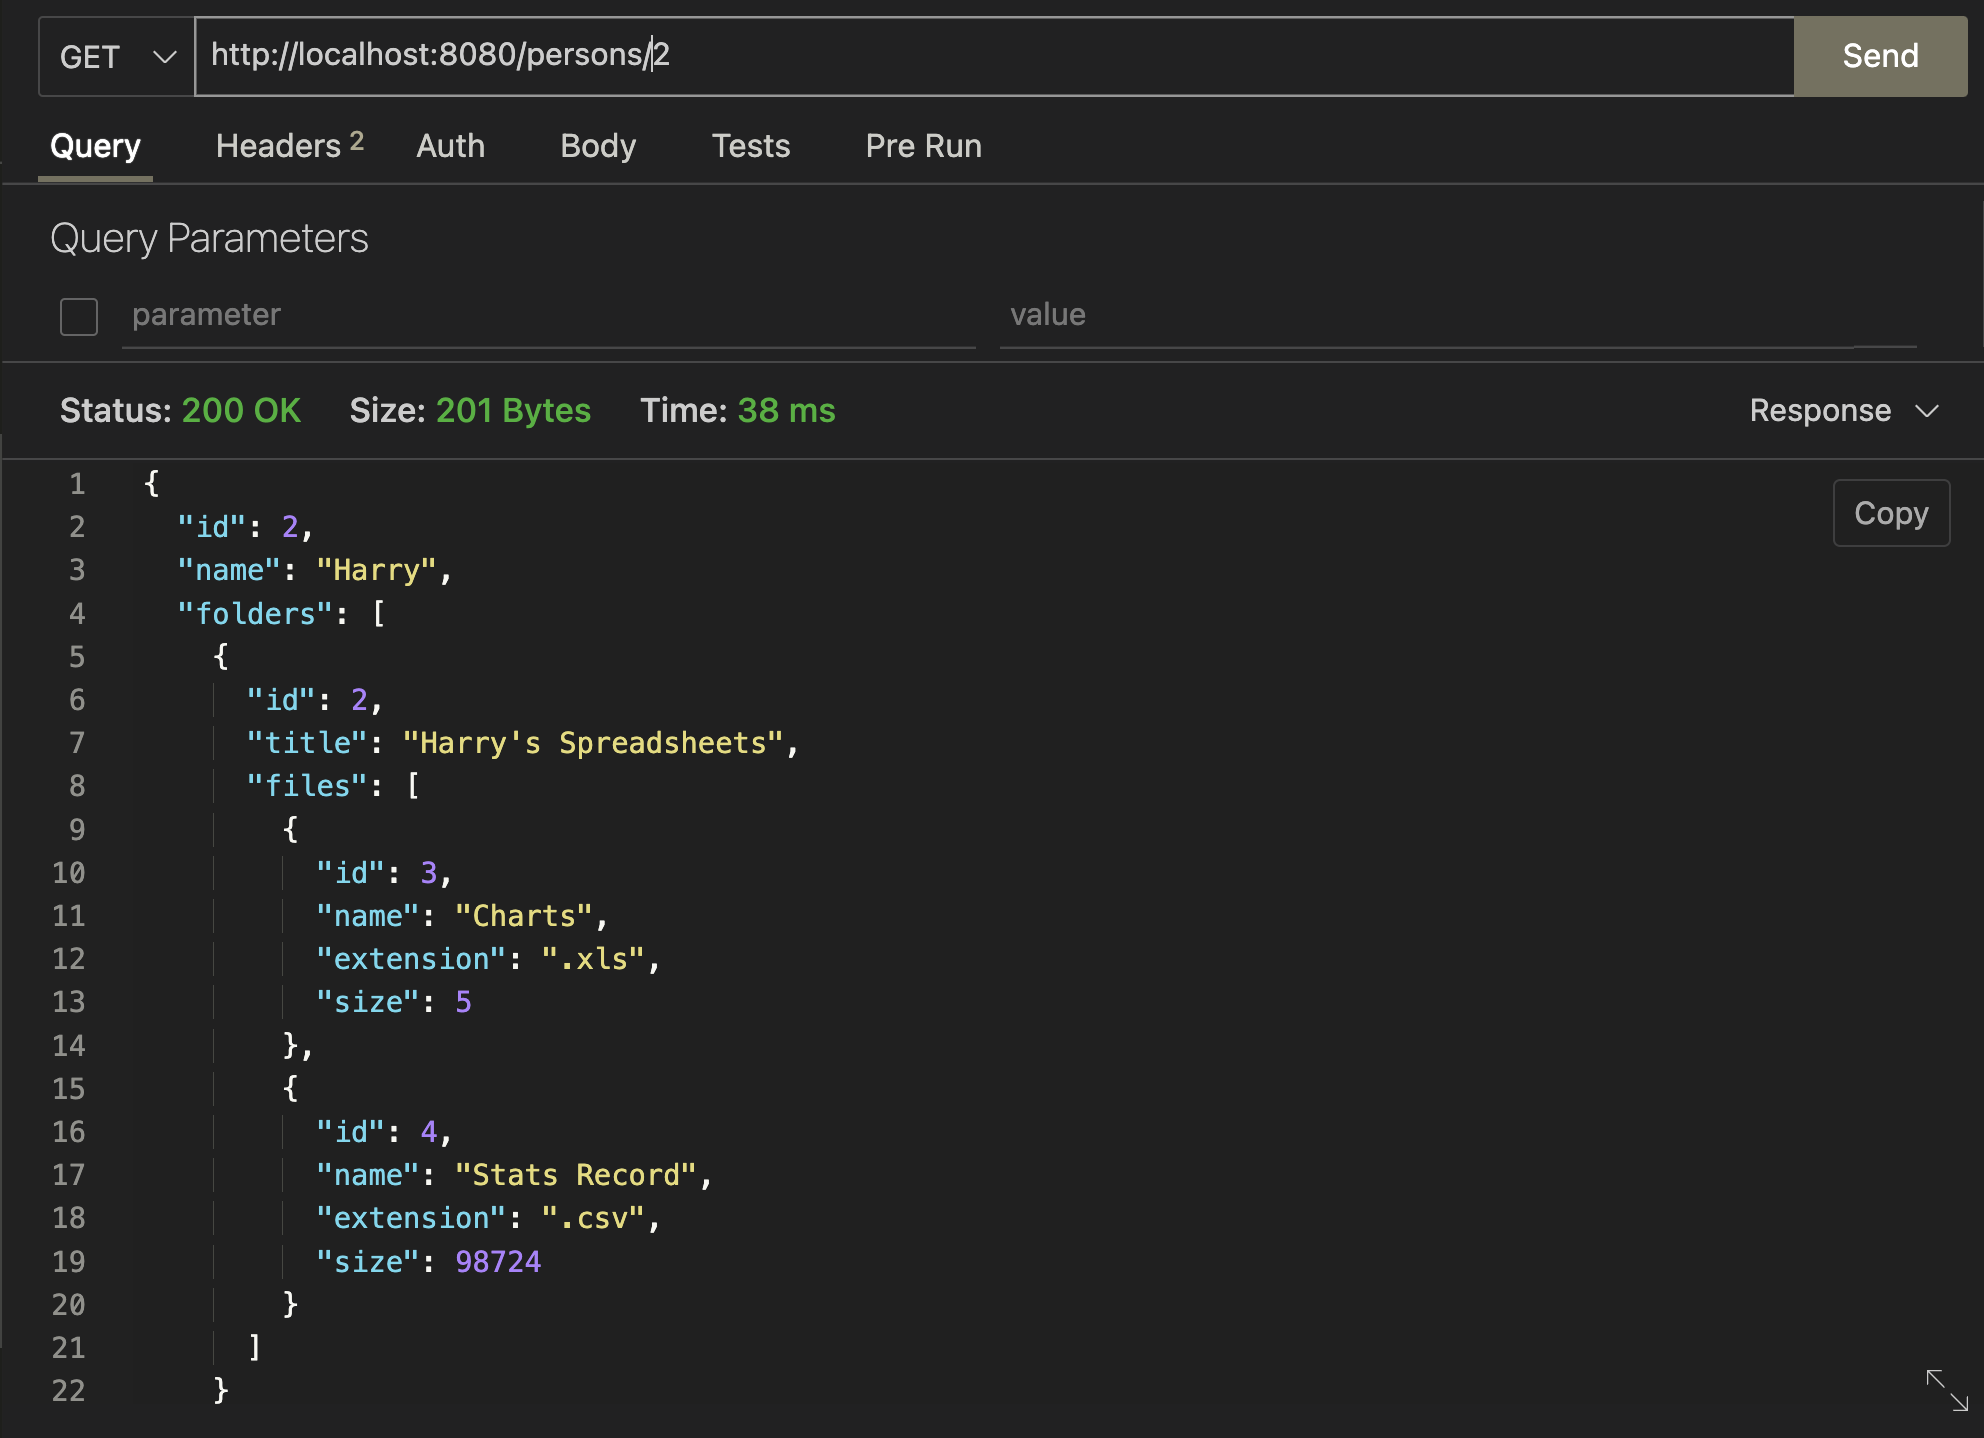 GET http://localhost:8080/persons/2 Send
Query Headers 2 Auth Body Tests Pre Run
Query Parameters
parameter value
Status: 200 OK Size: 201 Bytes Time: 38 ms Response
Copy
1 {
2 "id": 2,
3 "name": "Harry",
4 "folders": [
5 {
6 "id": 2,
7 "title": "Harry's Spreadsheets",
8 "files": [
9 {
10 "id": 3,
11 "name": "Charts",
12 "extension": ".xls",
13 "size": 5
14 },
15 {
16 "id": 4,
17 "name": "Stats Record",
18 "extension": ".csv",
19 "size": 98724
20 }
21 ]
22 }